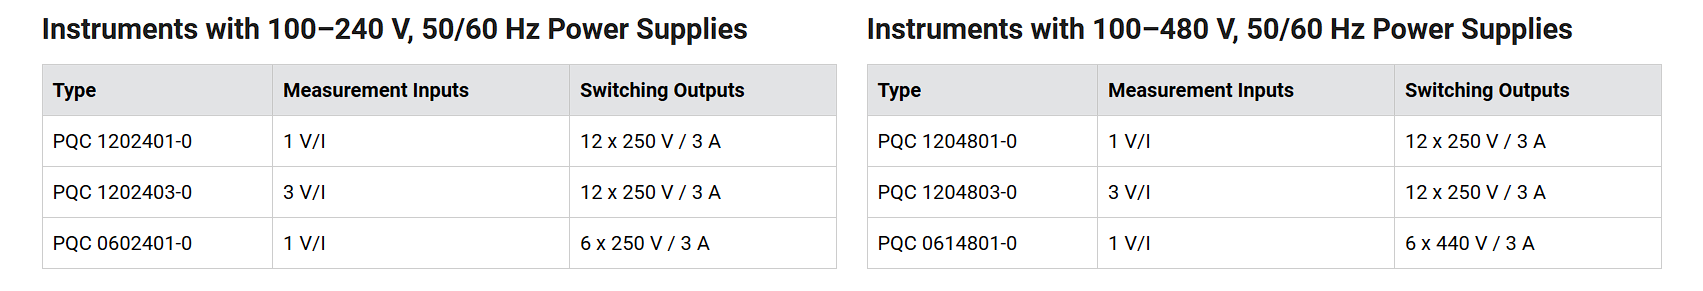 Instruments with 100–240 V, 50/60 Hz Power Supplies
Type Measurement Inputs Switching Outputs
PQC 1202401-0 1 V/I 12 x 250 V / 3 A
PQC 1202403-0 3 V/I 12 x 250 V / 3 A
PQC 0602401-0 1 V/I 6 x 250 V / 3 A
Instruments with 100–480 V, 50/60 Hz Power Supplies
Type Measurement Inputs Switching Outputs
PQC 1204801-0 1 V/I 12 x 250 V / 3 A
PQC 1204803-0 3 V/I 12 x 250 V / 3 A
PQC 0614801-0 1 V/I 6 x 440 V / 3 A